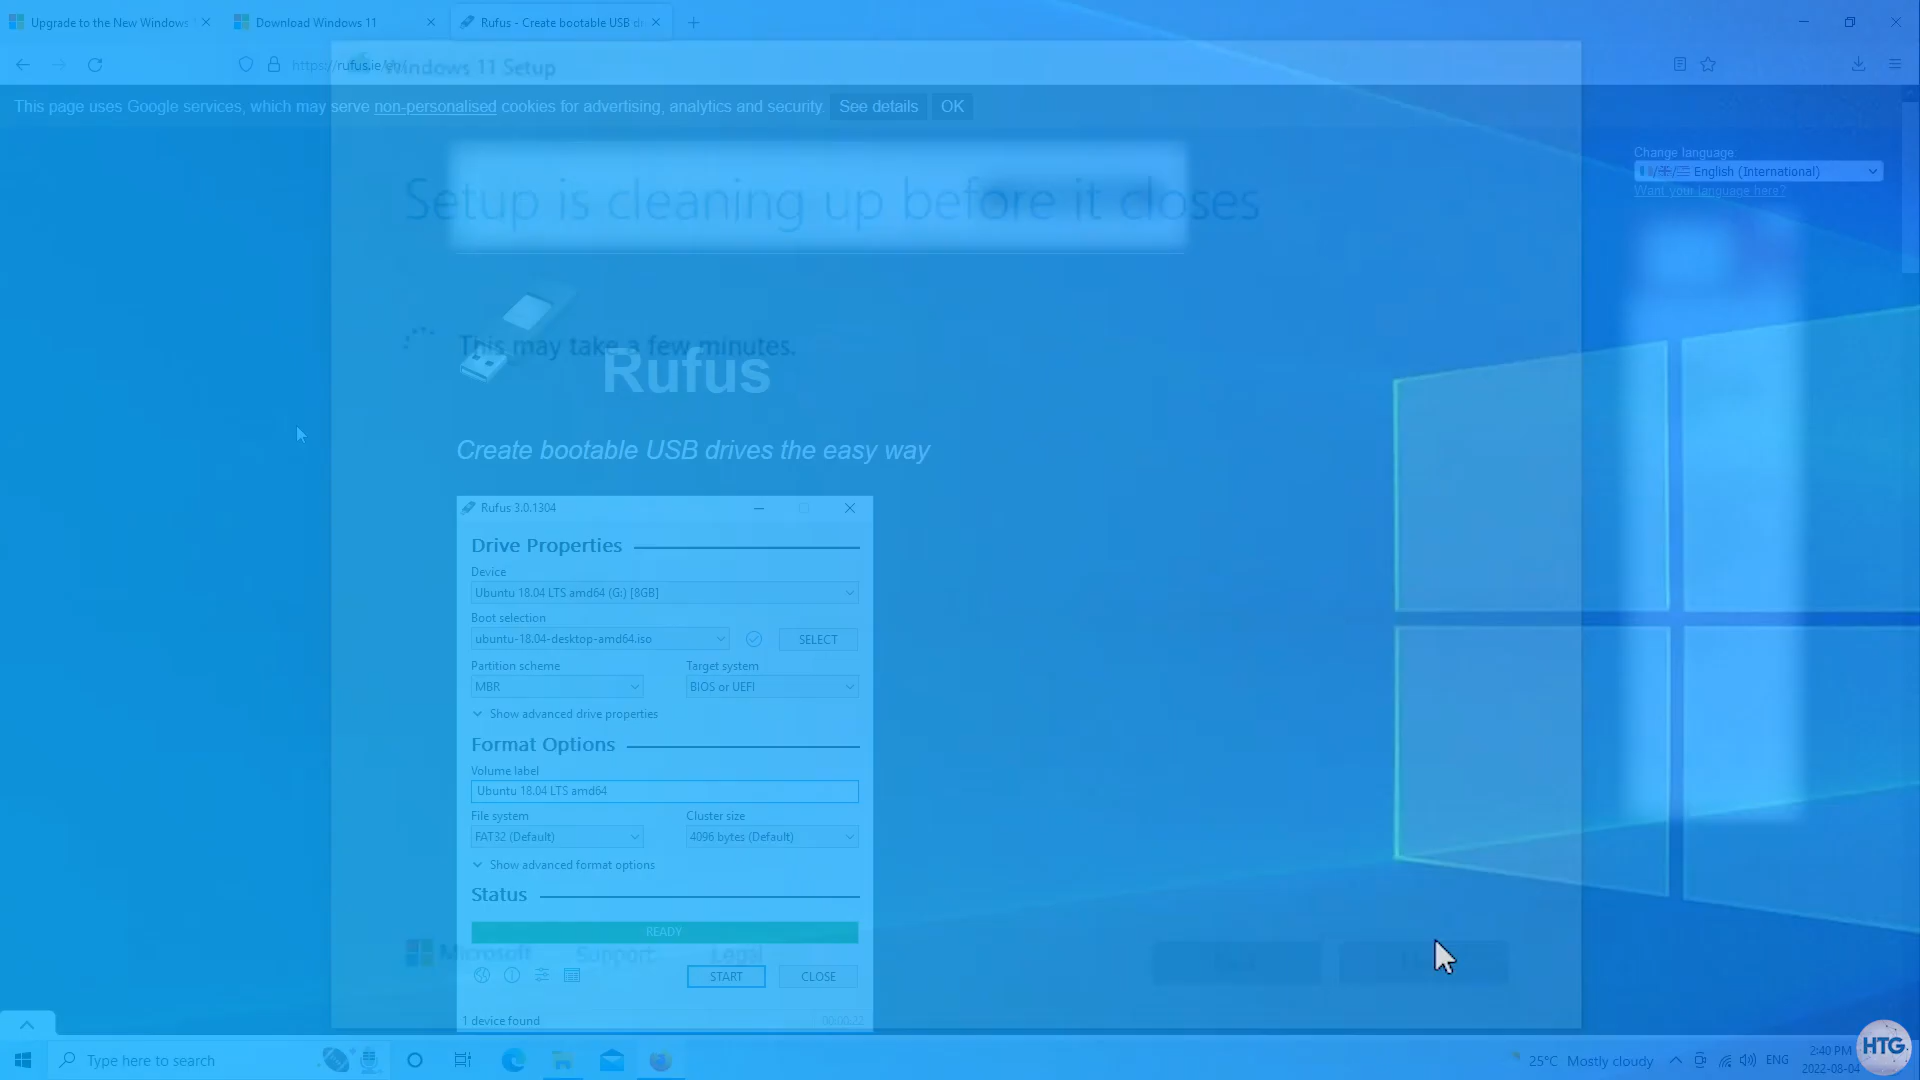 Upgrade to the New Windows
Download Windows 11
Rufus - Create bootable USB dr
https://rufus.ie/en
Windows 11 Setup
This page uses Google services, which may serve non-personalised cookies for advertising, analytics and security.
See details
OK
Change language:
English (International)
Want your language here?
Setup is cleaning up before it closes
This may take a few minutes.
Rufus
Create bootable USB drives the easy way
Rufus 3.0.1304
Drive Properties
Device
Ubuntu 18.04 LTS amd64 (G:) [8GB]
Boot selection
ubuntu-18.04-desktop-amd64.iso
SELECT
Partition scheme
Target system
MBR
BIOS or UEFI
Show advanced drive properties
Format Options
Volume label
Ubuntu 18.04 LTS amd64
File system
Cluster size
FAT32 (Default)
4096 bytes (Default)
Show advanced format options
Status
READY
Microsoft
Support
Legal
START
CLOSE
1 device found
00:00:22
Type here to search
25°C Mostly cloudy
ENG
2:40 PM
2022-08-04
HTG